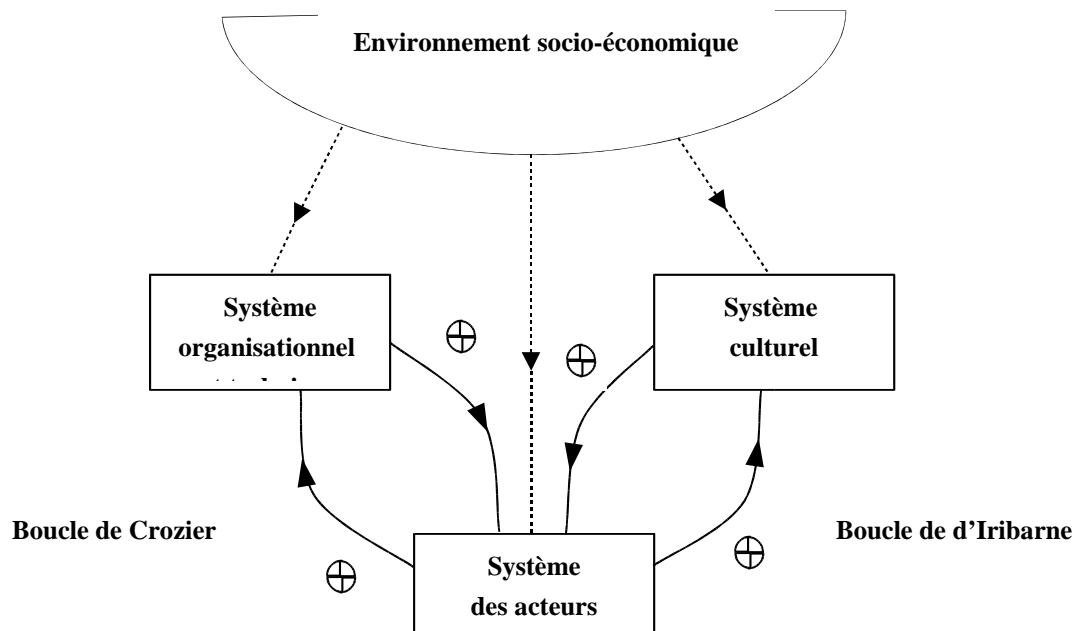 Environnement socio-économique
Système
organisationnel
Système
culturel
Boucle de Crozier
Boucle de d'Iribarne
Système
des acteurs